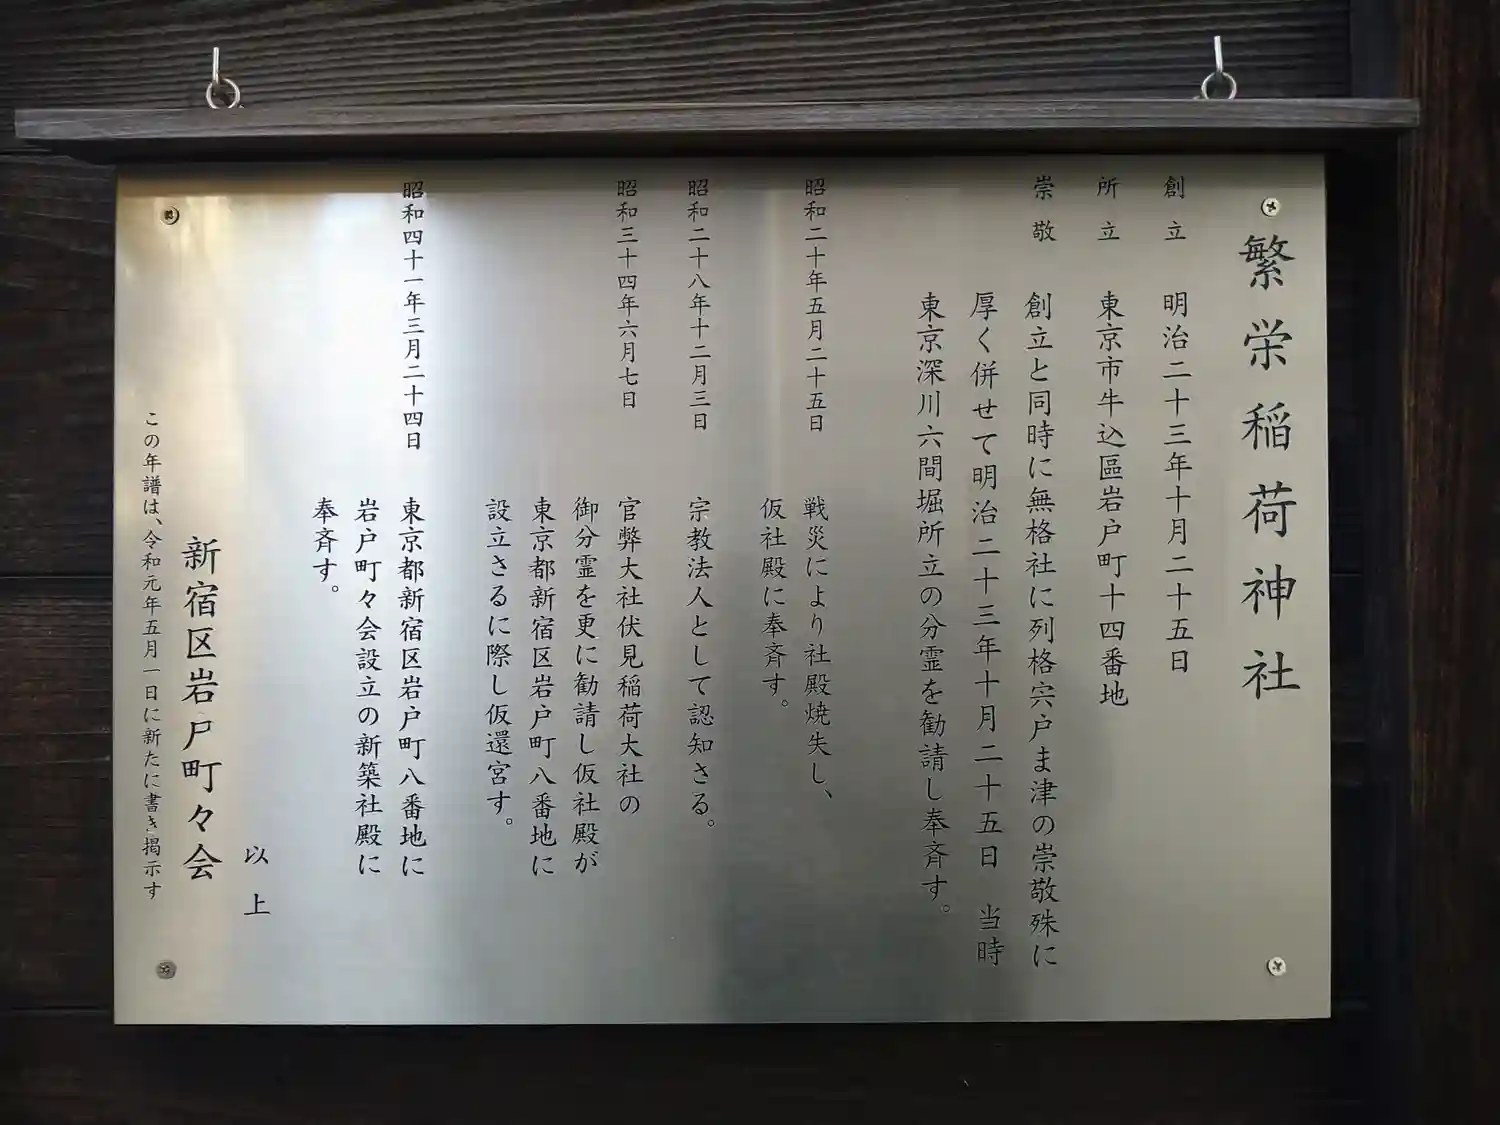 繁栄稲荷神社
創立　明治二十三年十月二十五日
所立　東京市牛込區岩戸町十四番地
崇敬　創立と同時に無格社に列格宍戸ま津の崇敬殊に
厚く併せて明治二十三年十月二十五日　当時
東京深川六間堀所立の分霊を勧請し奉斉す。
昭和二十年五月二十五日　戦災により社殿焼失し、
仮社殿に奉斉す。
昭和二十八年十二月三日　宗教法人として認知さる。
昭和三十四年六月七日　官弊大社伏見稲荷大社の
御分霊を更に勧請し仮社殿が
東京都新宿区岩戸町八番地に
設立さるに際し仮還宮す。
昭和四十一年三月二十四日　東京都新宿区岩戸町八番地に
岩戸町々会設立の新築社殿に
奉斉す。
以上
新宿区岩戸町々会
この年譜は、令和元年五月一日に新たに書き掲示す